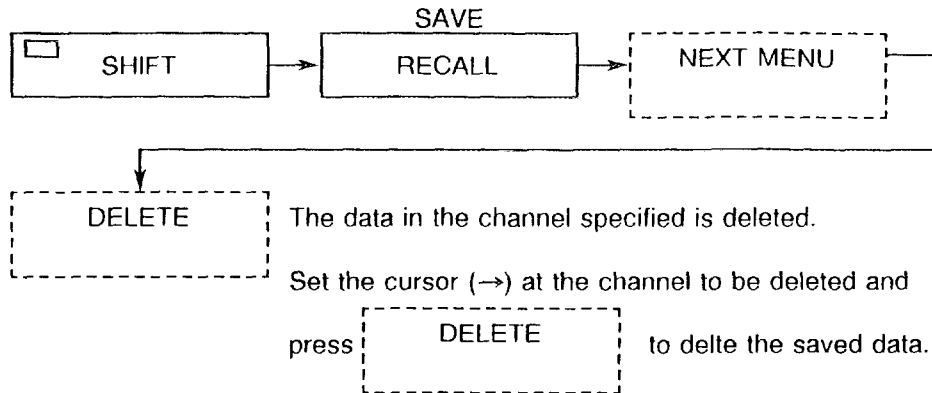 SAVE
SHIFT → RECALL → NEXT MENU
DELETE The data in the channel specified is deleted.
Set the cursor (→) at the channel to be deleted and
press DELETE to delte the saved data.